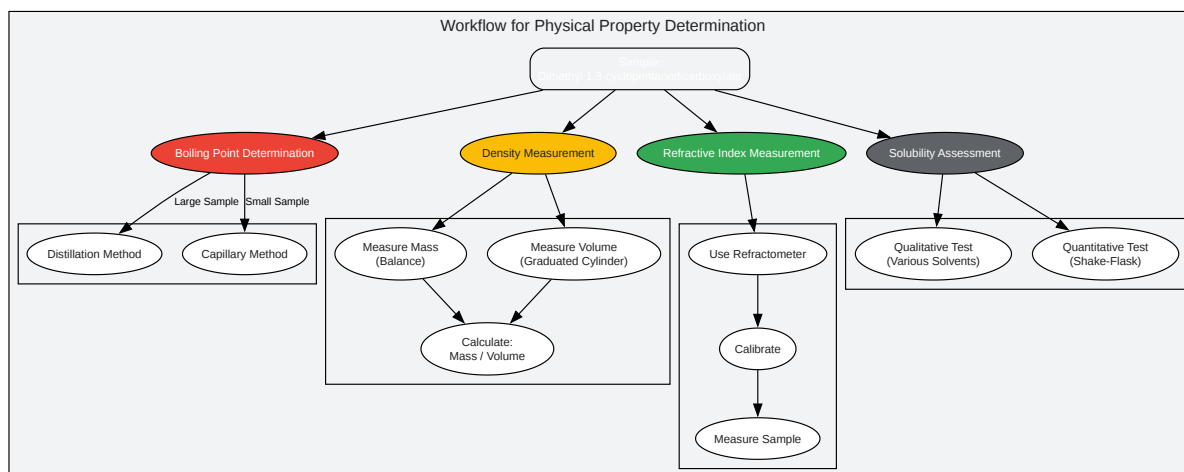 Workflow for Physical Property Determination
Sample:
Dimethyl 1,3-cyclopentanedicarboxylate
Boiling Point Determination
Density Measurement
Refractive Index Measurement
Solubility Assessment
Large Sample
Small Sample
Distillation Method
Capillary Method
Measure Mass
(Balance)
Measure Volume
(Graduated Cylinder)
Use Refractometer
Qualitative Test
(Various Solvents)
Quantitative Test
(Shake-Flask)
Calculate:
Mass / Volume
Calibrate
Measure Sample